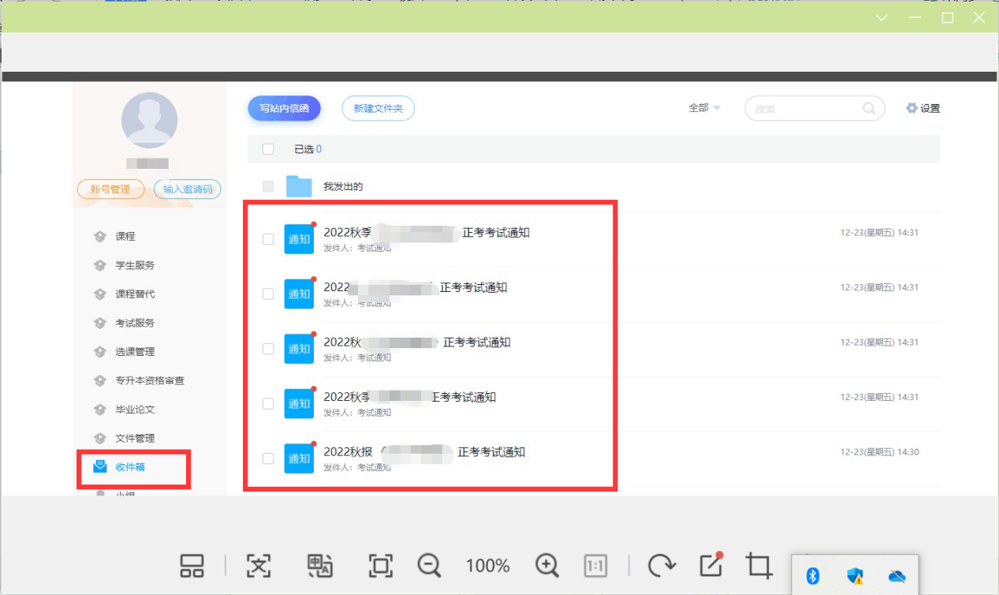 写站内信函 新建文件夹 全部 搜索 设置
已选 0
我发出的
账号管理 输入邀请码
课程
学生服务
课程替代
考试服务
选课管理
专升本资格审查
毕业论文
文件管理
收件箱
小组
通知 2022秋季 正考考试通知 12-23(星期五) 14:31
发件人：考试通知
通知 2022 正考考试通知 12-23(星期五) 14:31
发件人：考试通知
通知 2022秋 正考考试通知 12-23(星期五) 14:31
发件人：考试通知
通知 2022秋季 正考考试通知 12-23(星期五) 14:31
发件人：考试通知
通知 2022秋报 正考考试通知 12-23(星期五) 14:30
发件人：考试通知
100% 1:1